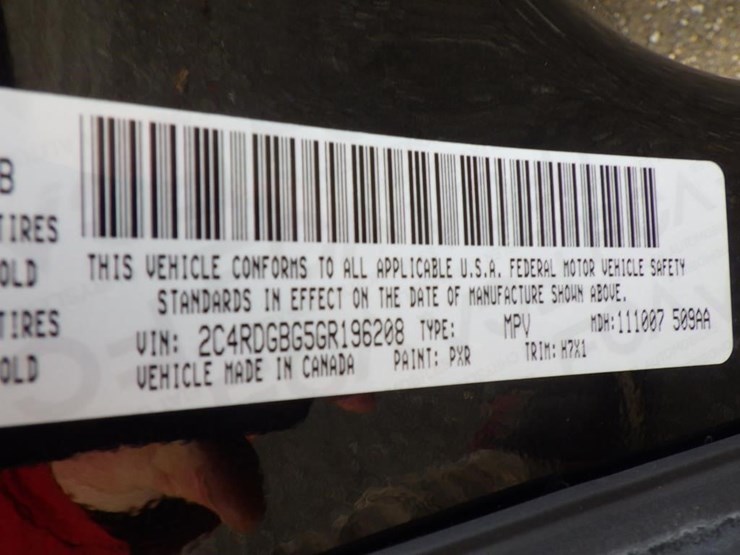 B
TIRES
OLD
TIRES
OLD
THIS VEHICLE CONFORMS TO ALL APPLICABLE U.S.A. FEDERAL MOTOR VEHICLE SAFETY
STANDARDS IN EFFECT ON THE DATE OF MANUFACTURE SHOWN ABOVE.
VIN: 2C4RDGBG5GR196208 TYPE: MPV MDH:111007 509AA
VEHICLE MADE IN CANADA PAINT: PXR TRIM: H7X1